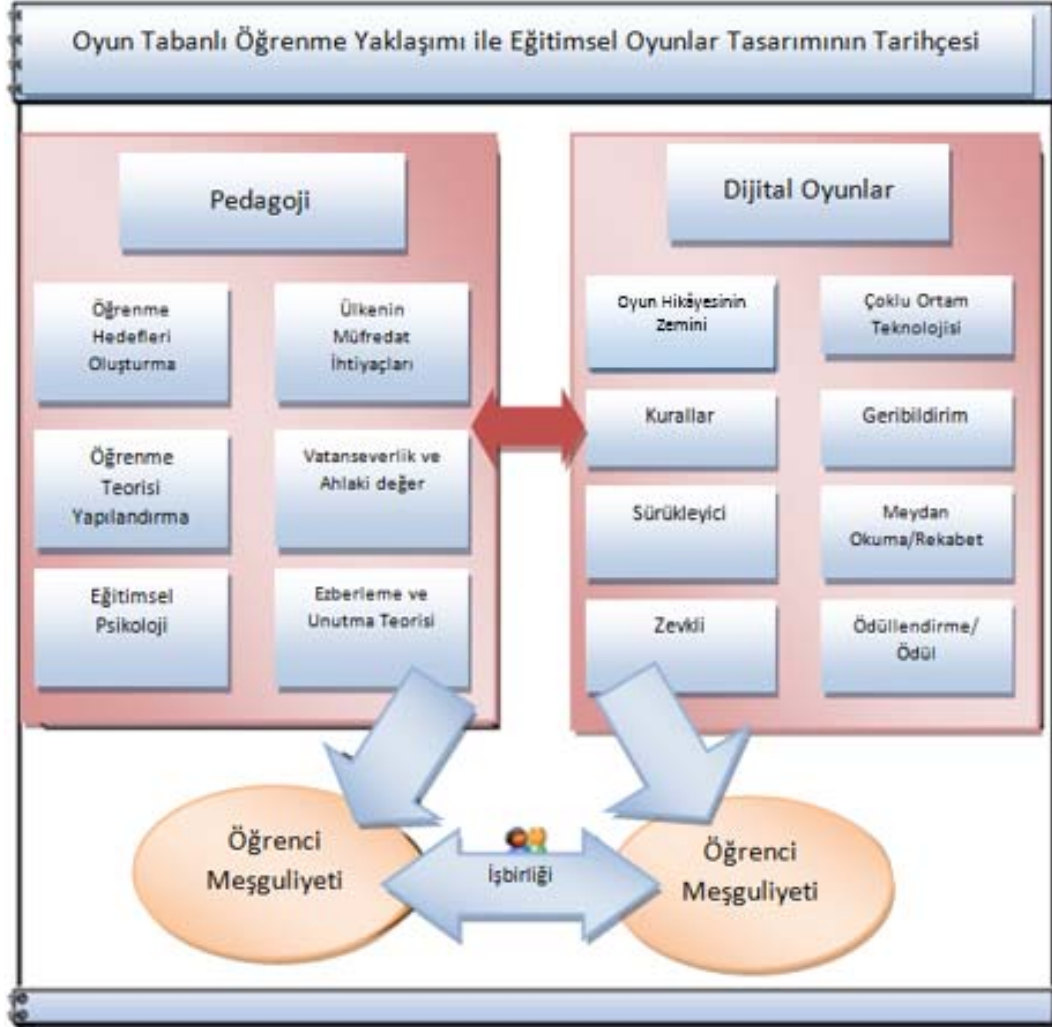 Oyun Tabanlı Öğrenme Yaklaşımı ile Eğitimsel Oyunlar Tasarımının Tarihçesi
Pedagoji
Öğrenme
Hedefleri
Oluşturma
Ülkenin
Müfredat
İhtiyaçları
Öğrenme
Teorisi
Yapılandırma
Vatanseverlik ve
Ahlaki değer
Eğitimsel
Psikoloji
Ezberleme ve
Unutma Teorisi
Dijital Oyunlar
Oyun Hikâyesinin
Zemini
Çoklu Ortam
Teknolojisi
Kurallar
Geribildirim
Sürükleyici
Meydan
Okuma/Rekabet
Zevkli
Ödüllendirme/
Ödül
Öğrenci
Meşguliyeti
İşbirliği
Öğrenci
Meşguliyeti